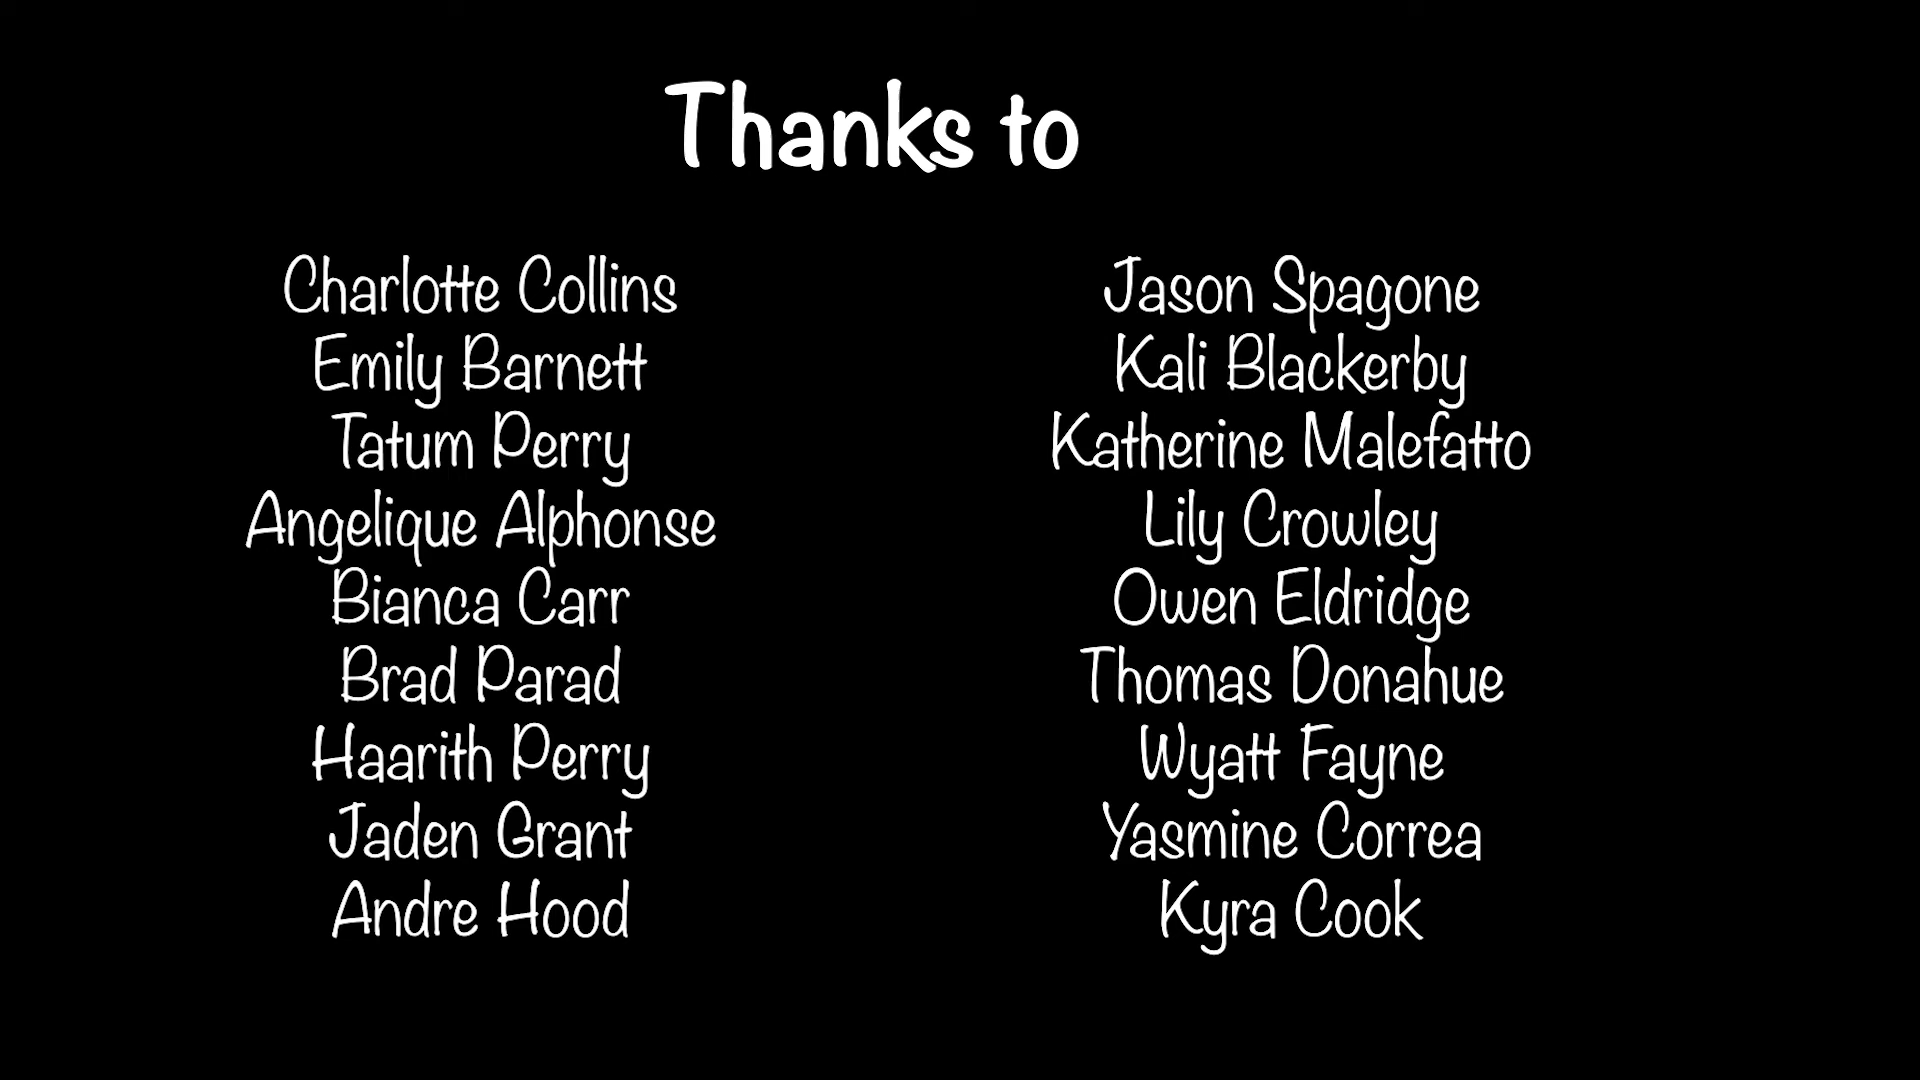 Thanks to
Charlotte Collins
Emily Barnett
Tatum Perry
Angelique Alphonse
Bianca Carr
Brad Parad
Haarith Perry
Jaden Grant
Andre Hood
Jason Spagone
Kali Blackerby
Katherine Malefatto
Lily Crowley
Owen Eldridge
Thomas Donahue
Wyatt Fayne
Yasmine Correa
Kyra Cook